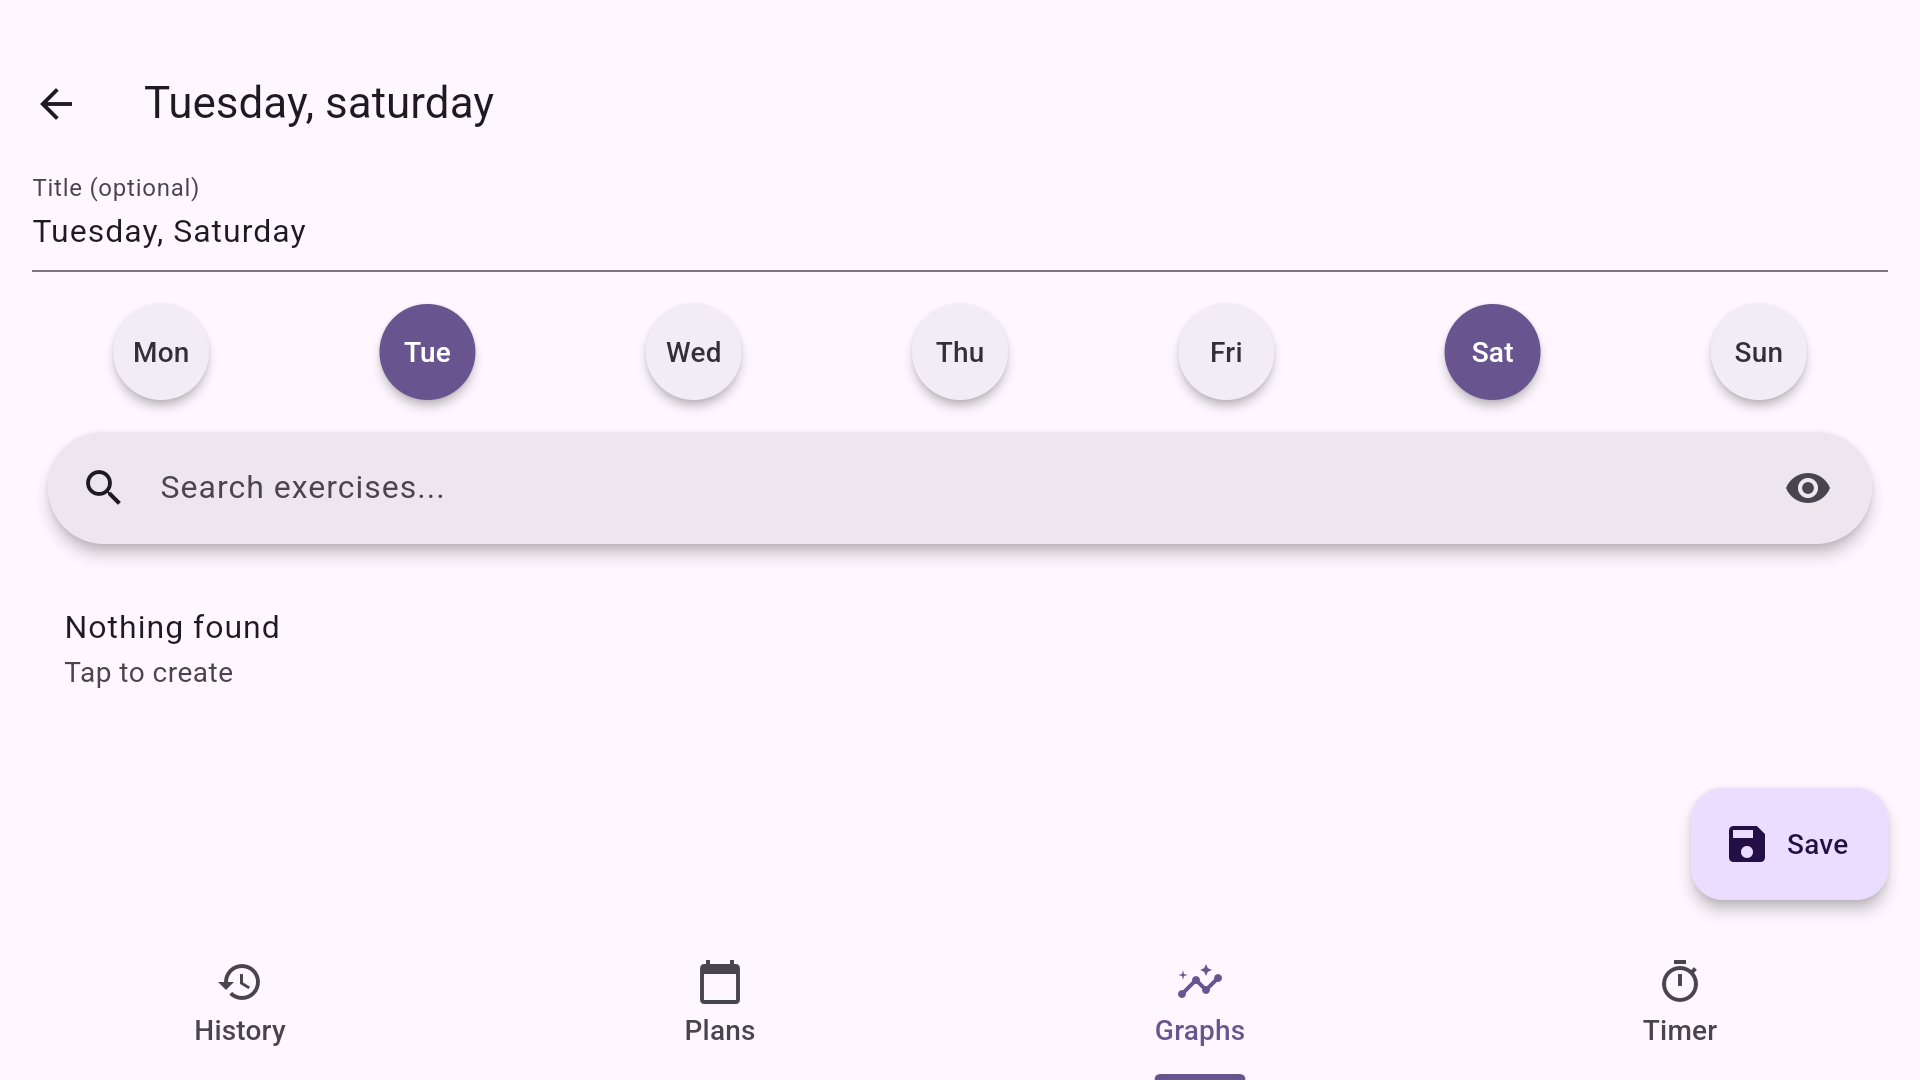 Tuesday, saturday
Title (optional)
Tuesday, Saturday
Mon Tue Wed Thu Fri Sat Sun
Search exercises...
Nothing found
Tap to create
Save
History Plans Graphs Timer